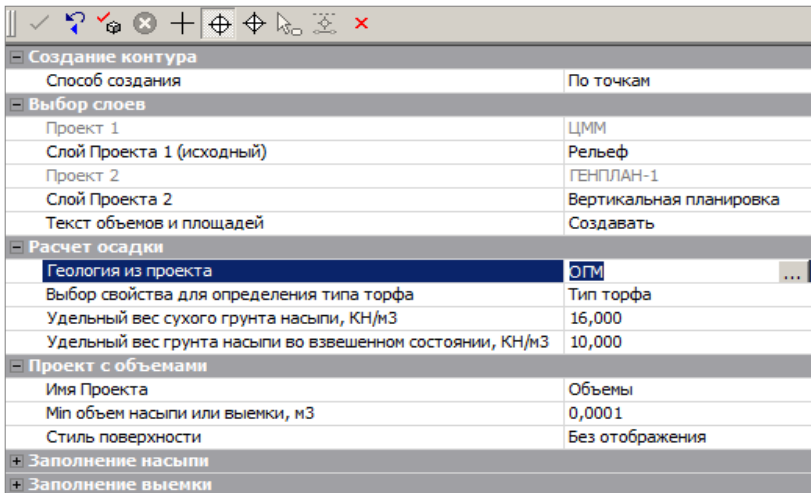 Создание контура
Способ создания По точкам
Выбор слоев
Проект 1 ЦММ
Слой Проекта 1 (исходный) Рельеф
Проект 2 ГЕНПЛАН-1
Слой Проекта 2 Вертикальная планировка
Текст объемов и площадей Создавать
Расчет осадки
Геология из проекта ОГМ ...
Выбор свойства для определения типа торфа Тип торфа
Удельный вес сухого грунта насыпи, КН/м3 16,000
Удельный вес грунта насыпи во взвешенном состоянии, КН/м3 10,000
Проект с объемами
Имя Проекта Объемы
Min объем насыпи или выемки, м3 0,0001
Стиль поверхности Без отображения
Заполнение насыпи
Заполнение выемки